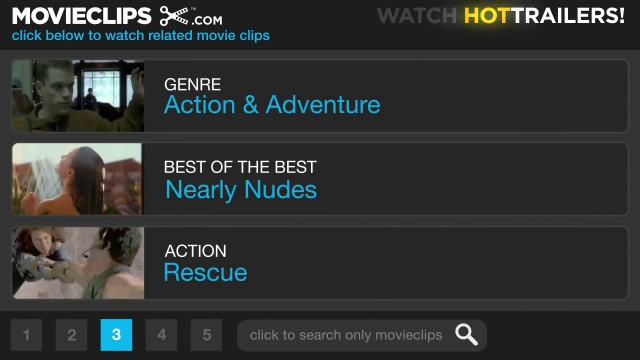 MOVIECLIPS .COM
WATCH HOTTRAILERS!
click below to watch related movie clips
GENRE
Action & Adventure
BEST OF THE BEST
Nearly Nudes
ACTION
Rescue
1 2 3 4 5
click to search only movieclips